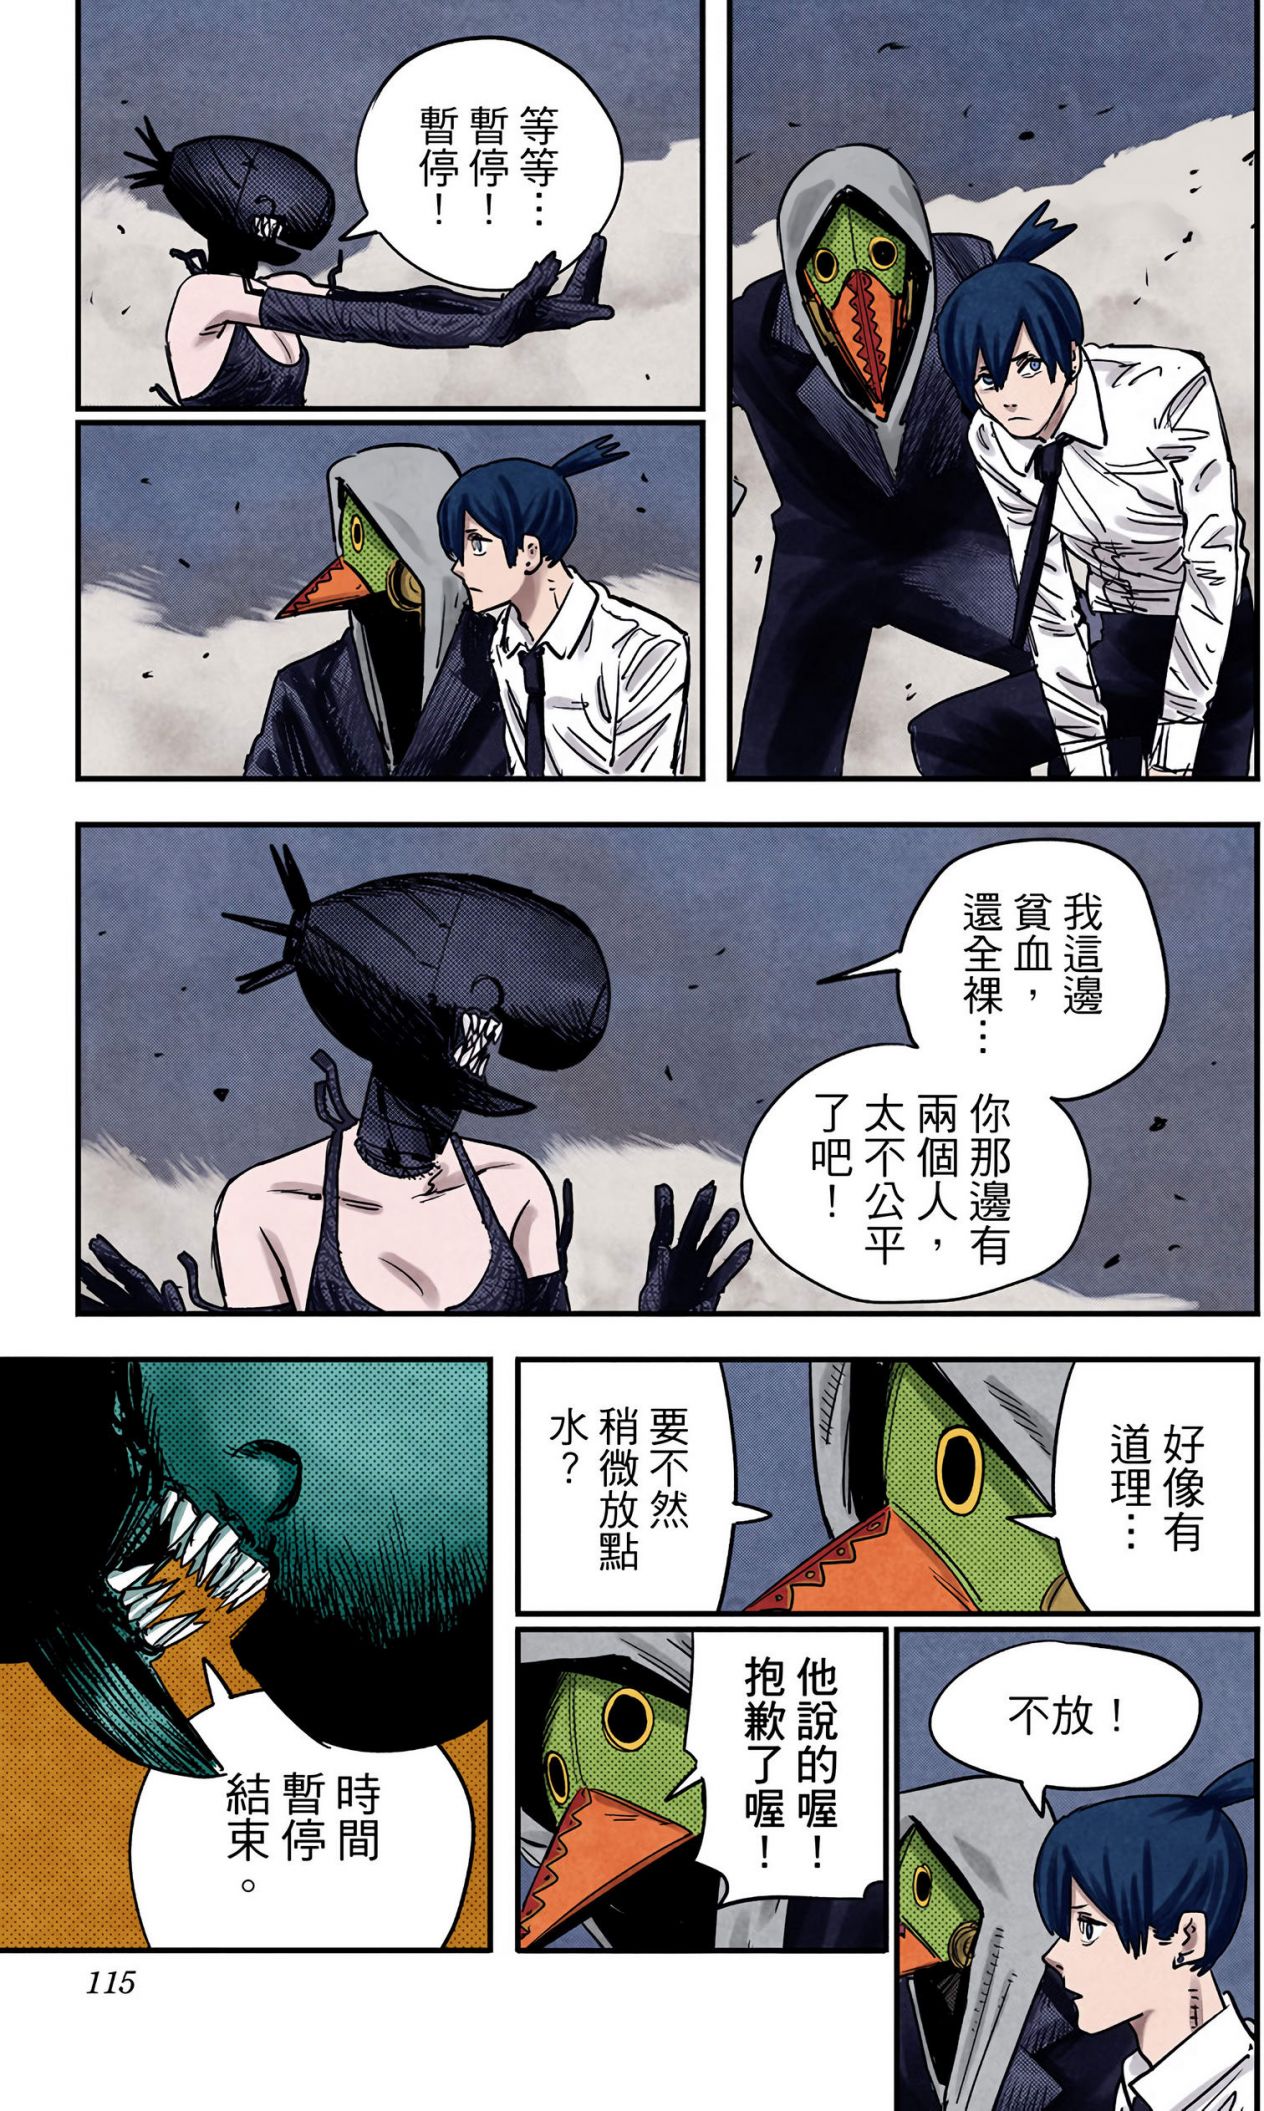 等等…
暫停！
暫停！
我這邊
貧血，
還全裸…
你那邊有
兩個人，
太不公平
了吧！
好像有
道理…
要不然
稍微放點
水？
不放！
他說的喔！
抱歉了喔！
時間
暫停
結束。
115